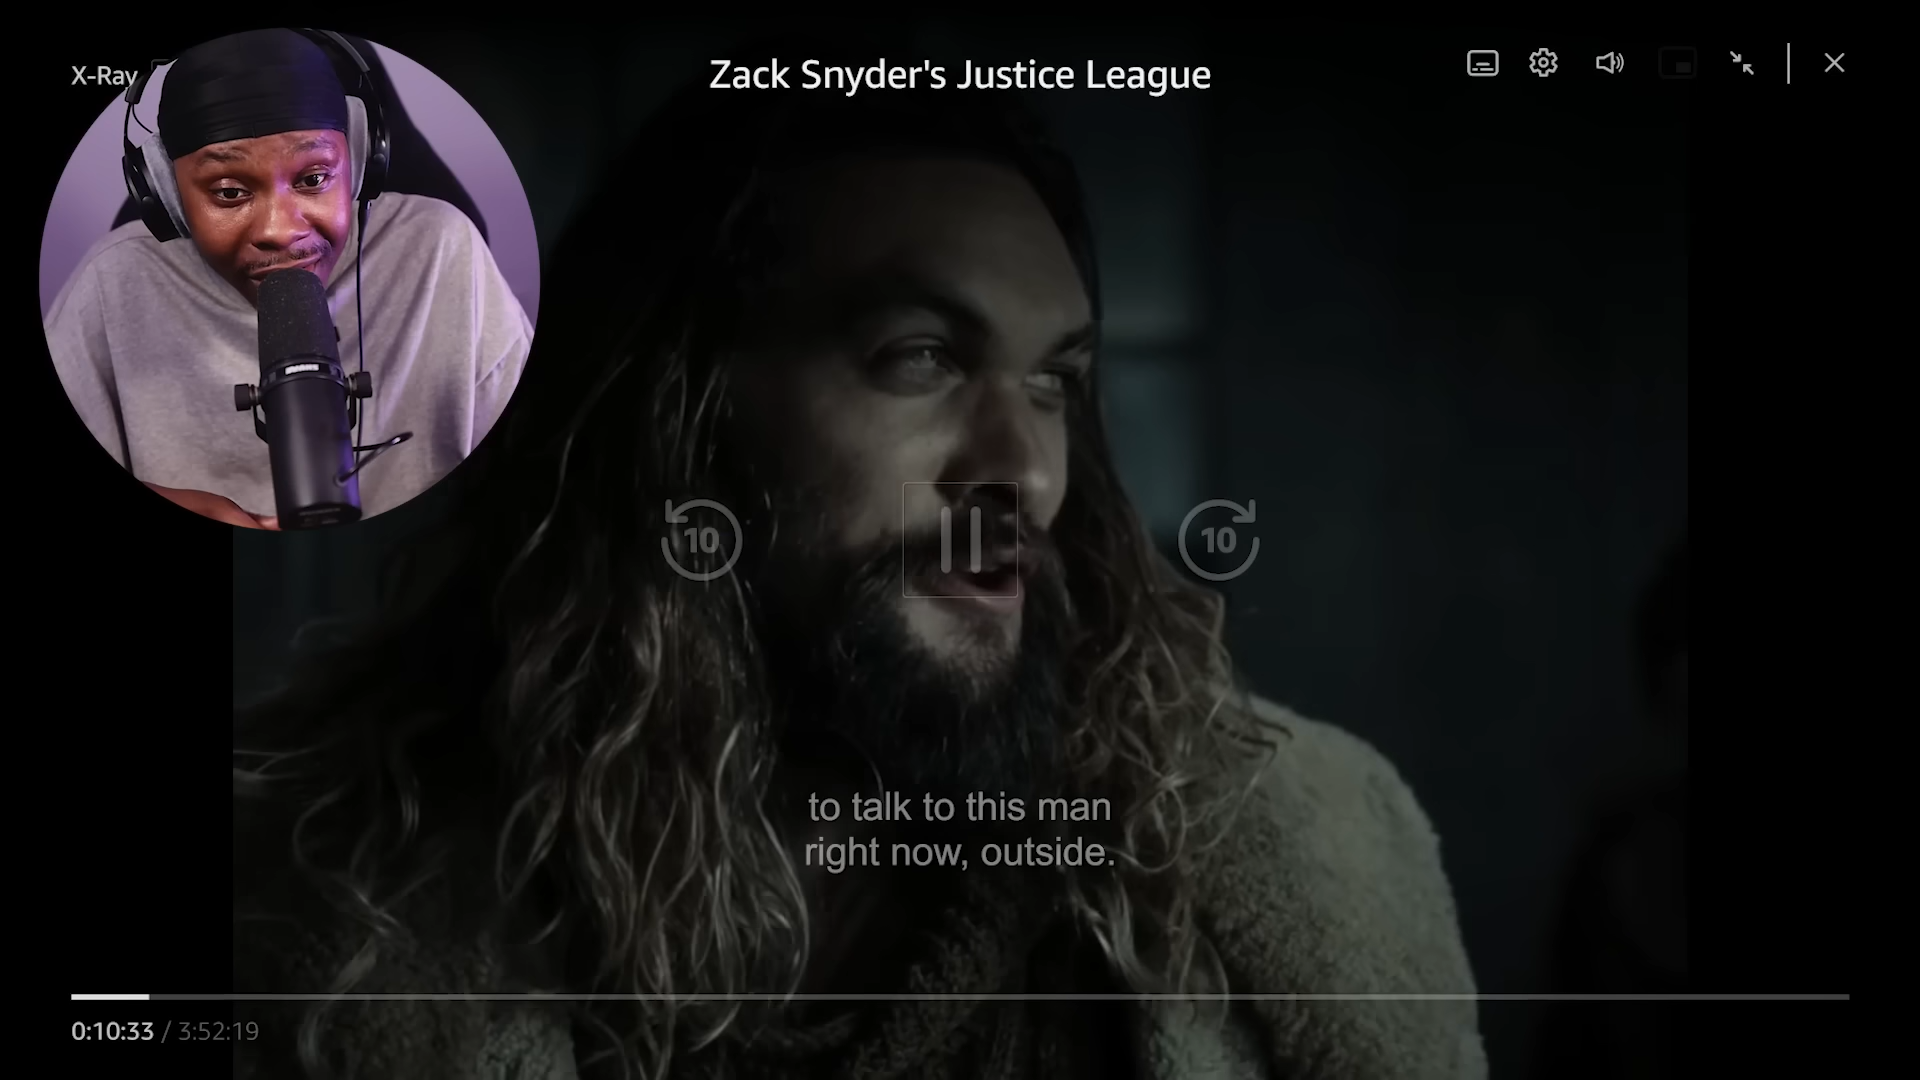 X-Ray
Zack Snyder's Justice League
10
10
to talk to this man
right now, outside.
0:10:33 / 3:52:19